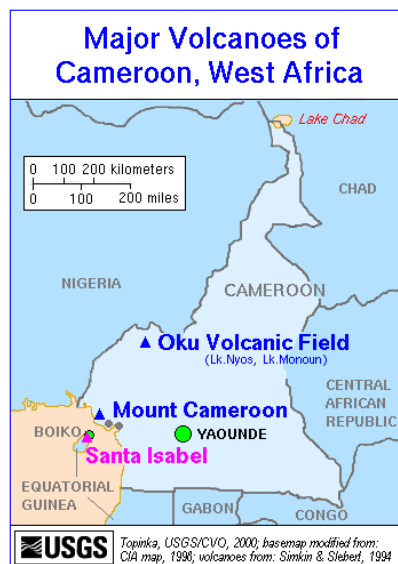 Major Volcanoes of
Cameroon, West Africa
Lake Chad
0 100 200 kilometers
0 100 200 miles
CHAD
NIGERIA
CAMEROON
Oku Volcanic Field
(Lk.Nyos, Lk.Monoun)
CENTRAL
AFRICAN
REPUBLIC
Mount Cameroon
BOIKO
YAOUNDE
Santa Isabel
EQUATORIAL
GUINEA
GABON
CONGO
USGS
Topinka, USGS/CVO, 2000; basemap modified from:
CIA map, 1996; volcanoes from: Simkin & Siebert, 1994